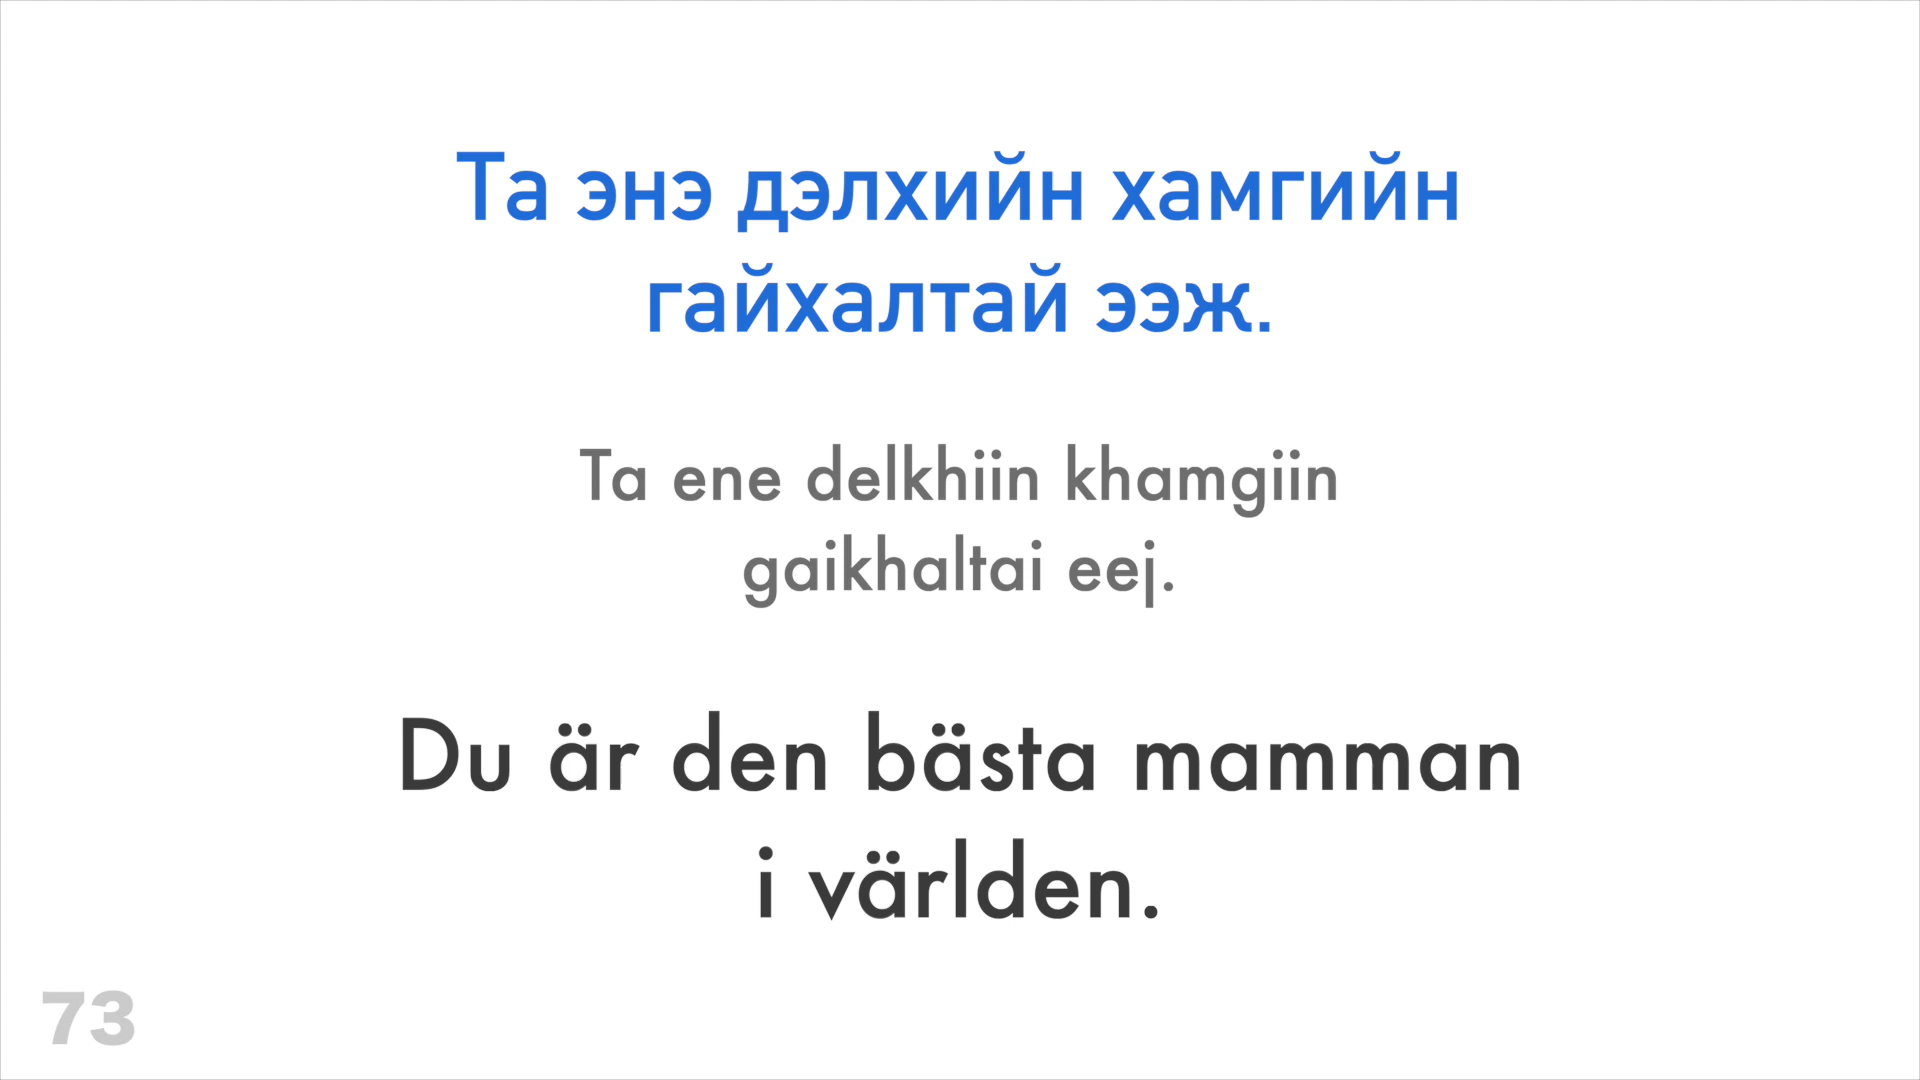 Та энэ дэлхийн хамгийн
гайхалтай ээж.
Ta ene delkhiin khamgiin
gaikhaltai eej.
Du är den bästa mamman
i världen.
73